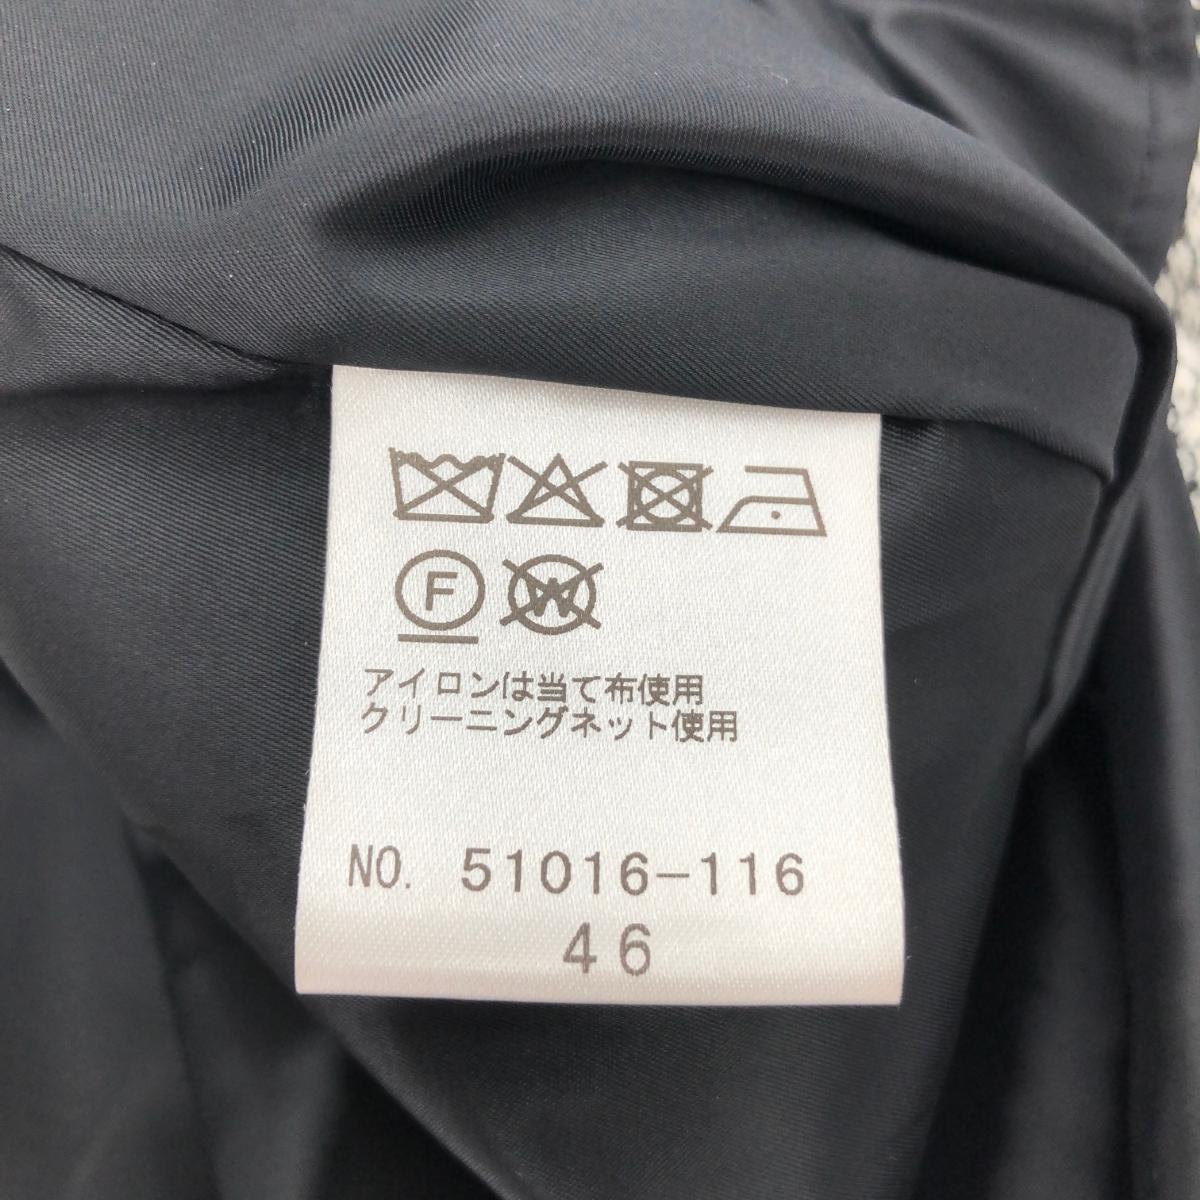 F W
アイロンは当て布使用
クリーニングネット使用
NO. 51016-116
46